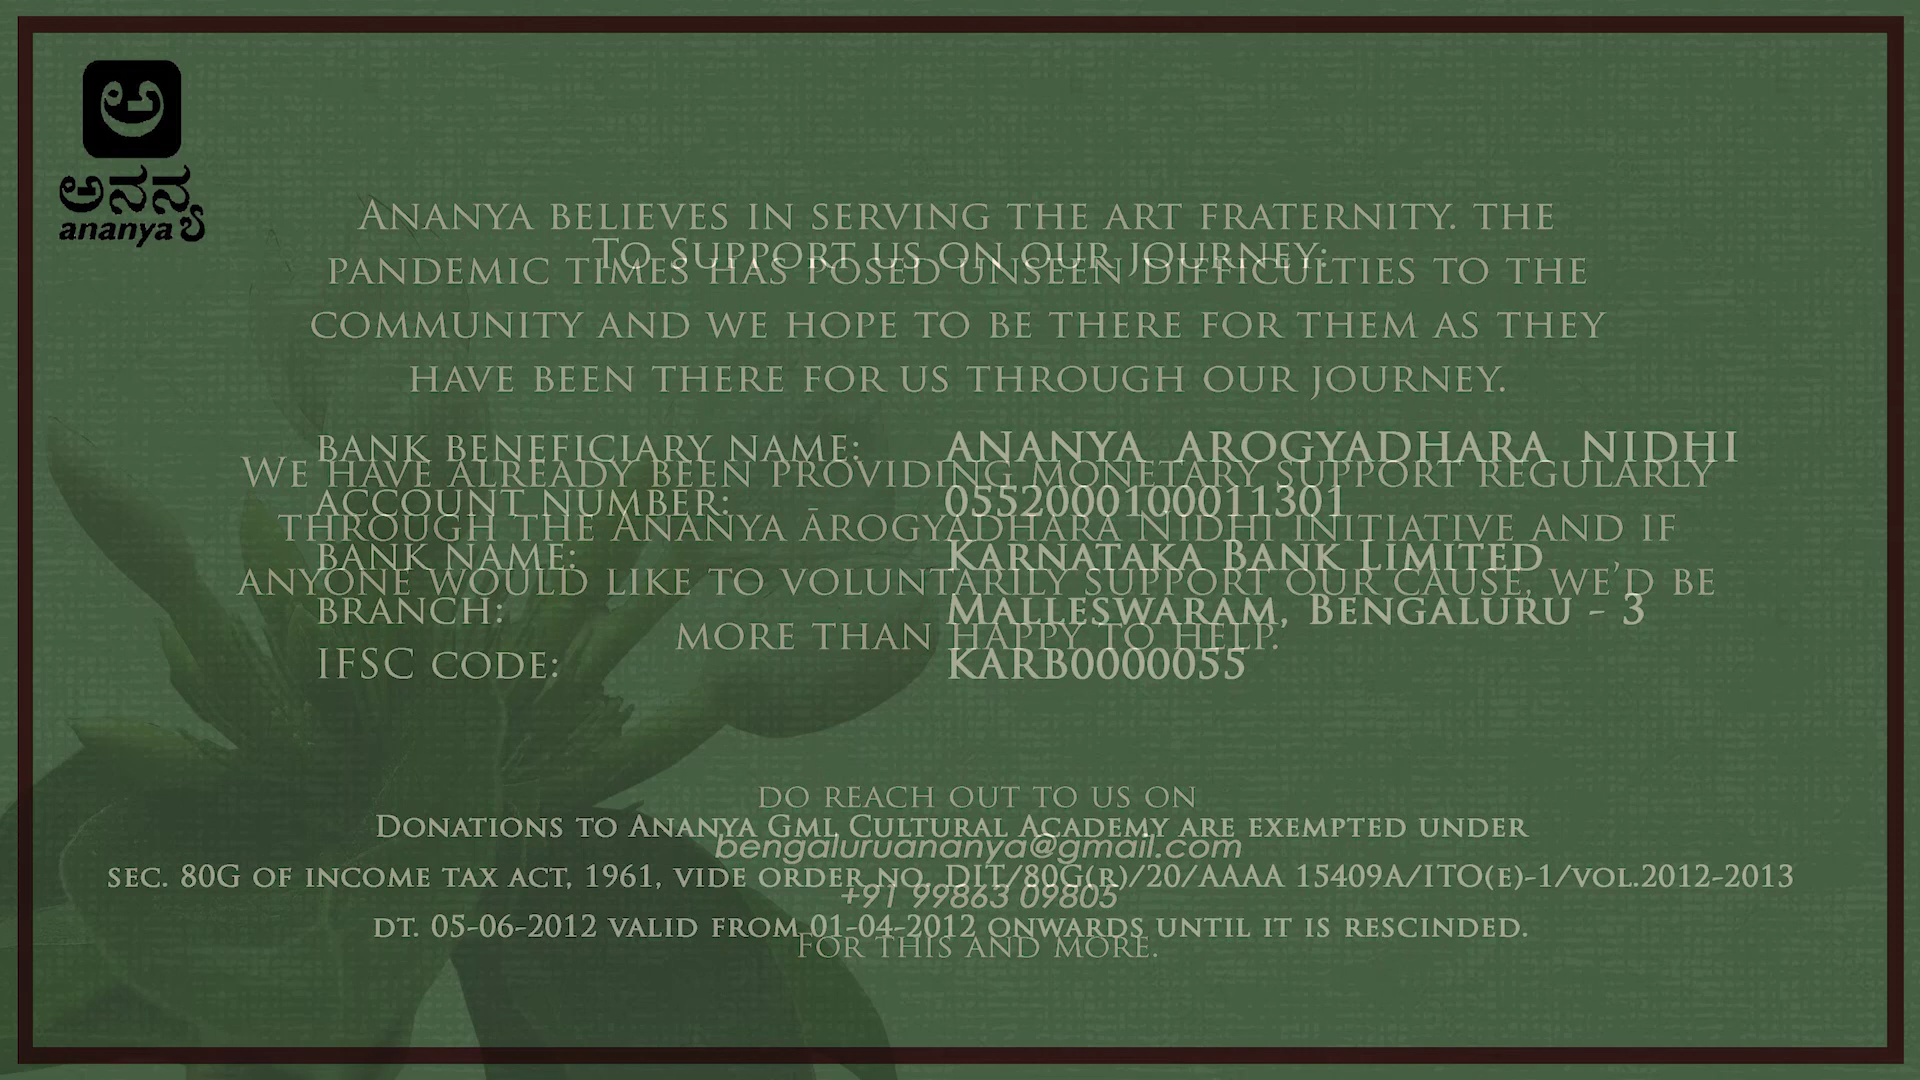 ಅ
ಅನನ್ಯ
ananya
Ananya believes in serving the art fraternity. The
pandemic times has posed unseen difficulties to the
community and we hope to be there for them as they
have been there for us through our journey.
We have already been providing monetary support regularly
through the Ananya Ārogyadhara Nidhi initiative and if
anyone would like to voluntarily support our cause, we'd be
more than happy to help.
do reach out to us on
bengaluruananya@gmail.com
+91 99863 09805
for this and more.
To Support us on our journey:
bank beneficiary name: ANANYA AROGYADHARA NIDHI
account number: 0552000100011301
bank name: Karnataka Bank Limited
branch: Malleswaram, Bengaluru - 3
IFSC code: KARB0000055
Donations to Ananya GML Cultural Academy are exempted under
sec. 80G of income tax act, 1961, vide order no. DIT/80G(R)/20/AAAA 15409A/ITO(E)-1/vol.2012-2013
dt. 05-06-2012 valid from 01-04-2012 onwards until it is rescinded.